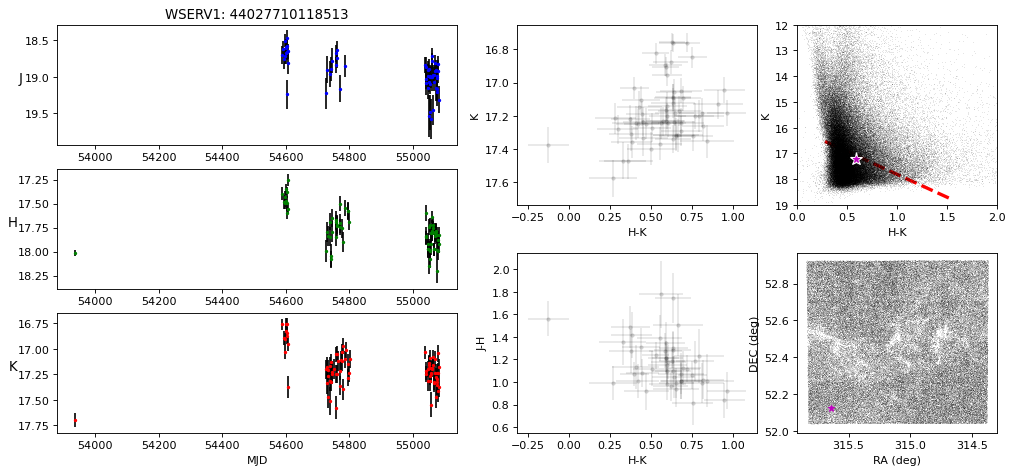 WSERV1: 44027710118513
J
18.5
19.0
19.5
54000 54200 54400 54600 54800 55000
H
17.25
17.50
17.75
18.00
18.25
54000 54200 54400 54600 54800 55000
K
16.75
17.00
17.25
17.50
17.75
54000 54200 54400 54600 54800 55000
MJD
K
16.8
17.0
17.2
17.4
17.6
−0.25 0.00 0.25 0.50 0.75 1.00
H-K
K
12
13
14
15
16
17
18
19
0.0 0.5 1.0 1.5 2.0
H-K
J-H
2.0
1.8
1.6
1.4
1.2
1.0
0.8
0.6
−0.25 0.00 0.25 0.50 0.75 1.00
H-K
DEC (deg)
52.8
52.6
52.4
52.2
52.0
315.5 315.0 314.5
RA (deg)